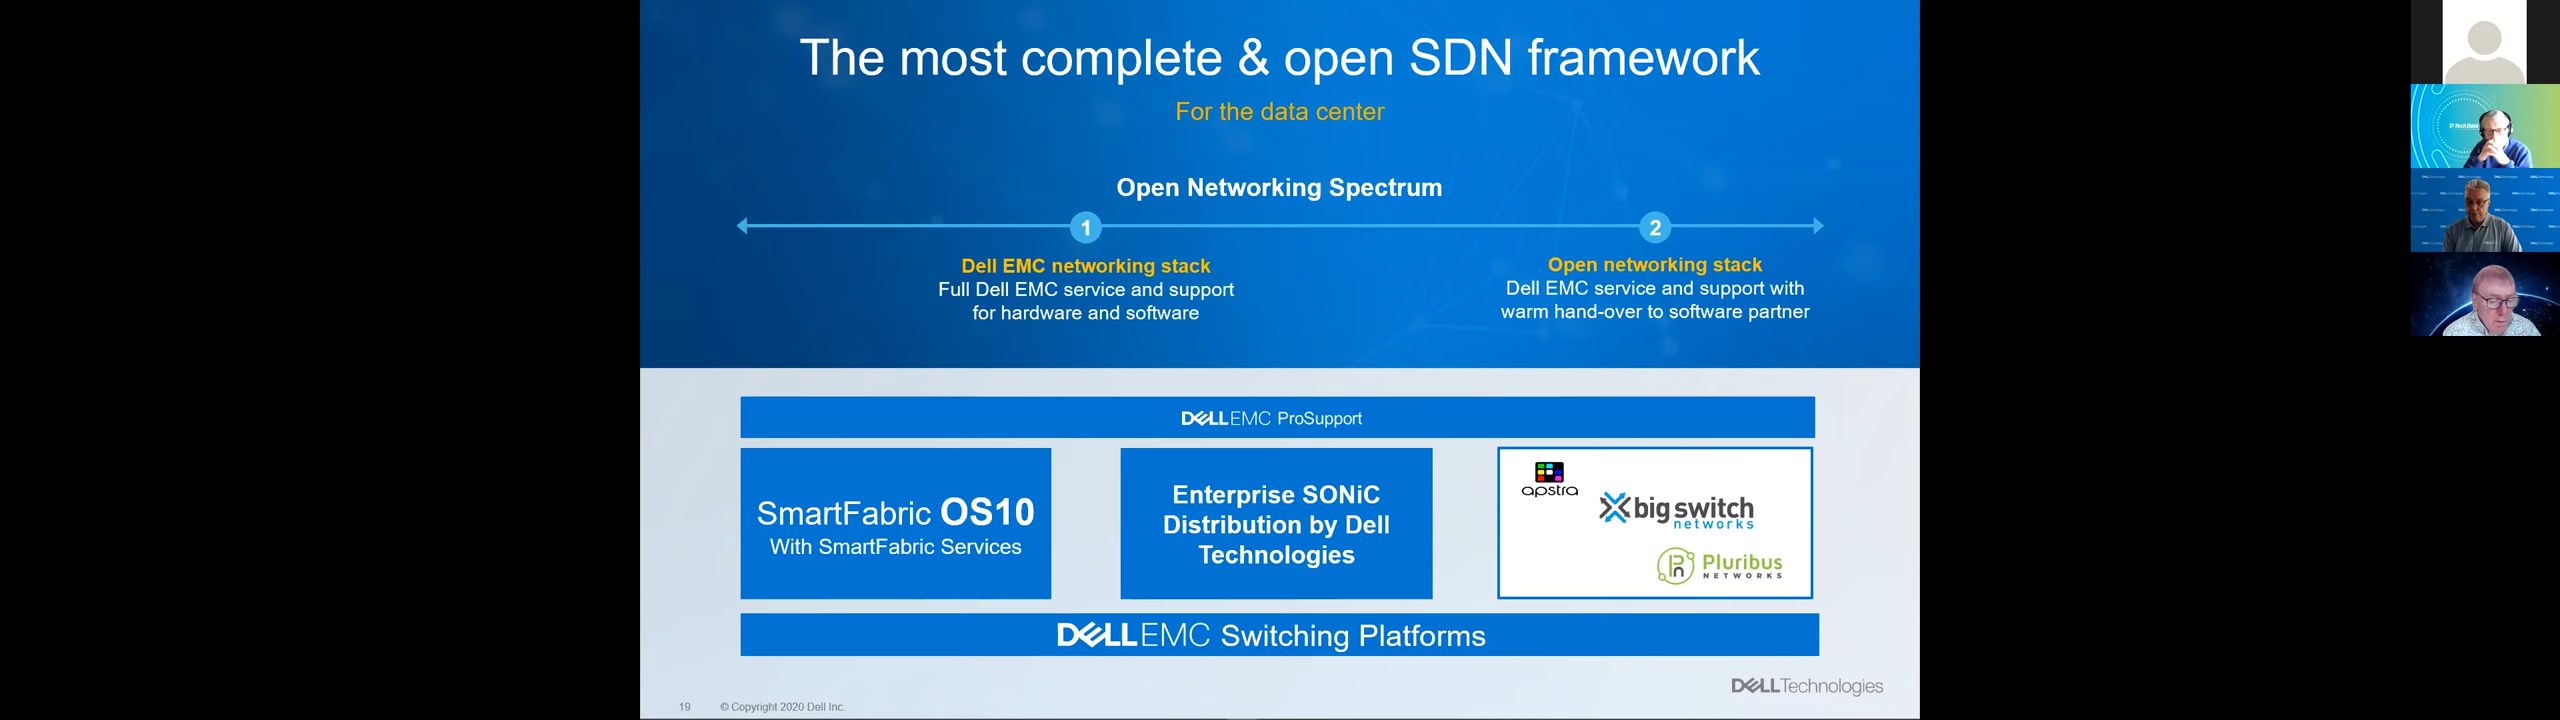 The most complete & open SDN framework
For the data center
Open Networking Spectrum
1
2
Dell EMC networking stack
Full Dell EMC service and support
for hardware and software
Open networking stack
Dell EMC service and support with
warm hand-over to software partner
DELLEMC ProSupport
SmartFabric OS10
With SmartFabric Services
Enterprise SONiC
Distribution by Dell
Technologies
apstra
big switch
networks
Pluribus
NETWORKS
DELLEMC Switching Platforms
DELLTechnologies
19 © Copyright 2020 Dell Inc.
Tech Data